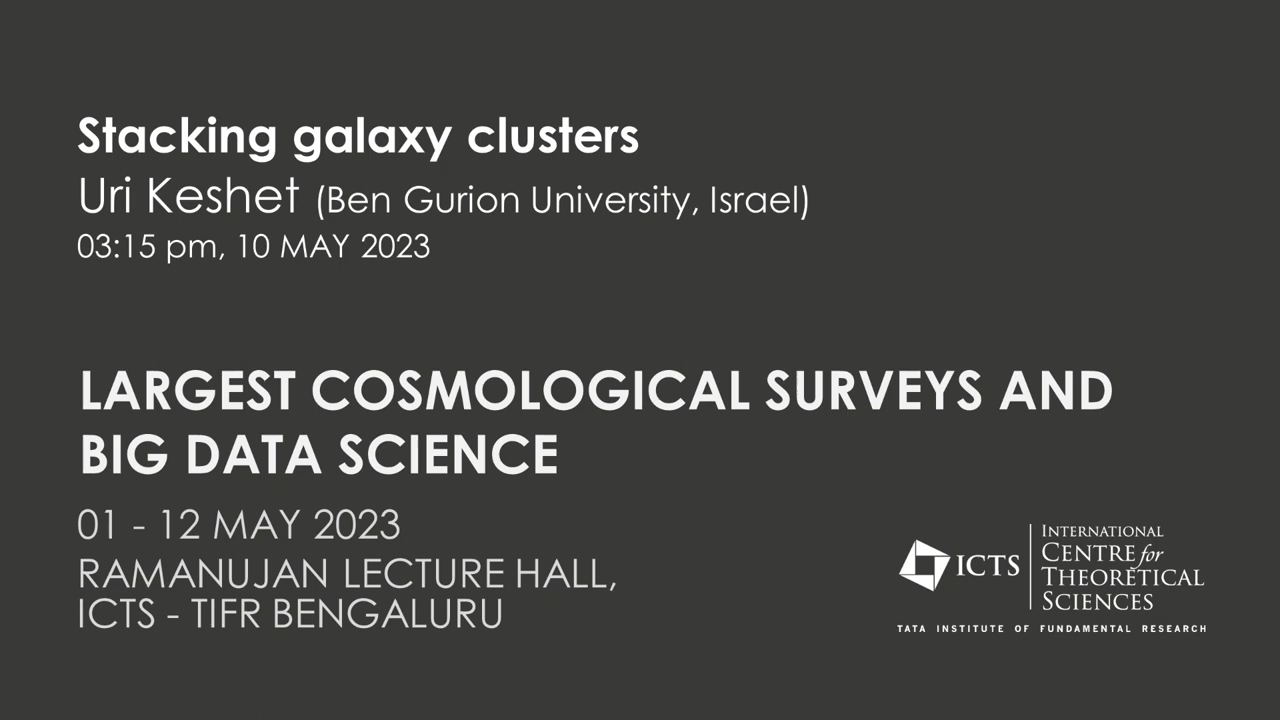 Stacking galaxy clusters
Uri Keshet (Ben Gurion University, Israel)
03:15 pm, 10 MAY 2023
LARGEST COSMOLOGICAL SURVEYS AND
BIG DATA SCIENCE
01 - 12 MAY 2023
RAMANUJAN LECTURE HALL,
ICTS - TIFR BENGALURU
ICTS
INTERNATIONAL
CENTRE for
THEORETICAL
SCIENCES
TATA INSTITUTE OF FUNDAMENTAL RESEARCH